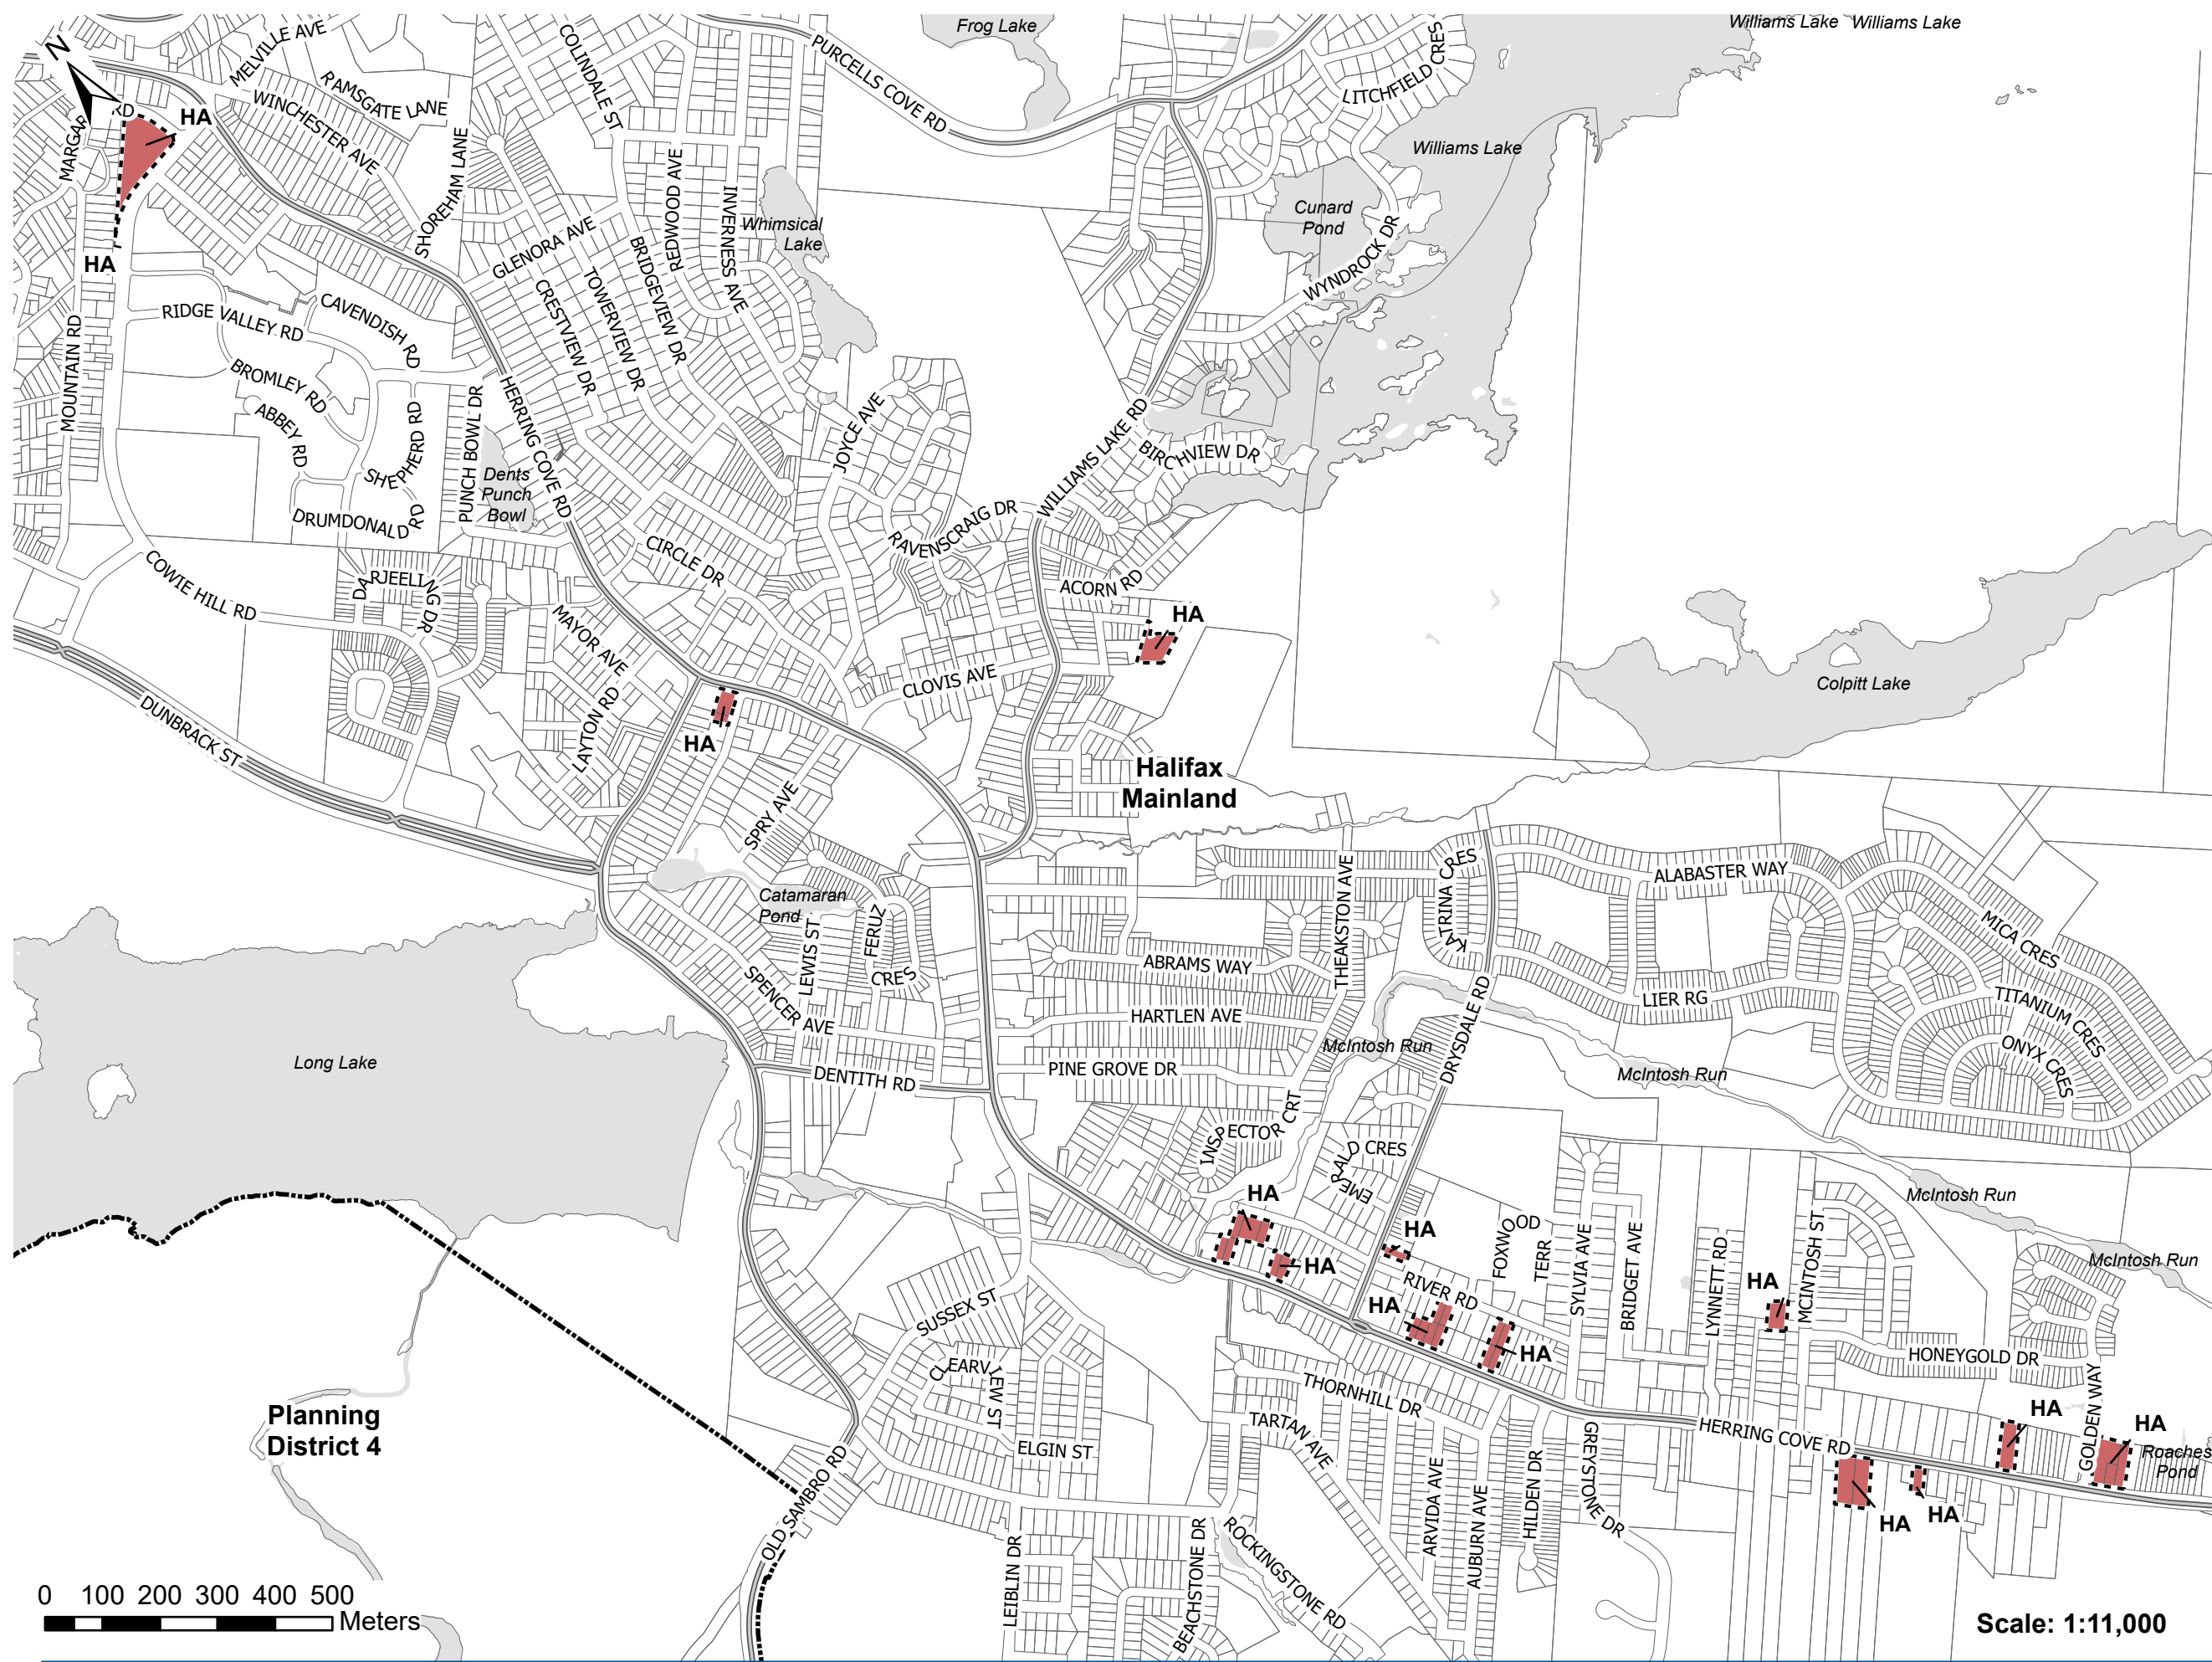 Frog Lake
Williams Lake
Williams Lake
N
MELVILLE AVE
RAMSGATE LANE
WINCHESTER AVE
COLINDALE ST
PURCELLS COVE RD
LITCHFIELD CRES
RD
HA
MARGAR
SHOREHAM LANE
Williams Lake
REDWOOD AVE
INVERNESS AVE
Whimsical
Lake
Cunard
Pond
GLENORA AVE
BRIDGEVIEW DR
TOWERVIEW DR
CRESTVIEW DR
WYNDROCK DR
HA
RIDGE VALLEY RD
CAVENDISH RD
MOUNTAIN RD
BROMLEY RD
ABBEY RD
SHEPHERD RD
PUNCH BOWL DR
HERRING COVE RD
Dents
Punch
Bowl
DRUMDONALD RD
JOYCE AVE
WILLIAMS LAKE RD
BIRCHVIEW DR
RAVENSCRAIG DR
CIRCLE DR
COWIE HILL RD
DARJEELING DR
MAYOR AVE
ACORN RD
HA
CLOVIS AVE
LAYTON RD
DUNBRACK ST
HA
Colpitt Lake
Halifax
Mainland
SPRY AVE
Catamaran
Pond
LEWIS ST
FERUZ
CRES
SPENCER AVE
THEAKSTON AVE
KATRINA CRES
ALABASTER WAY
MICA CRES
ABRAMS WAY
LIER RG
TITANIUM CRES
HARTLEN AVE
DRYSDALE RD
ONYX CRES
McIntosh Run
McIntosh Run
Long Lake
DENTITH RD
PINE GROVE DR
INSPECTOR CRT
EMERALD CRES
McIntosh Run
McIntosh Run
HA
HA
HA
FOXWOOD
TERR
SYLVIA AVE
BRIDGET AVE
LYNNETT RD
MCINTOSH ST
HA
RIVER RD
HA
HA
SUSSEX ST
CLEARVIEW ST
HONEYGOLD DR
GOLDEN WAY
THORNHILL DR
TARTAN AVE
Planning
District 4
ELGIN ST
HERRING COVE RD
HA
HA
Roaches
Pond
OLD SAMBRO RD
ARVIDA AVE
AUBURN AVE
HILDEN DR
GREYSTONE DR
HA
HA
LEIBLIN DR
BEACHSTONE DR
ROCKINGSTONE RD
0 100 200 300 400 500
Meters
Scale: 1:11,000